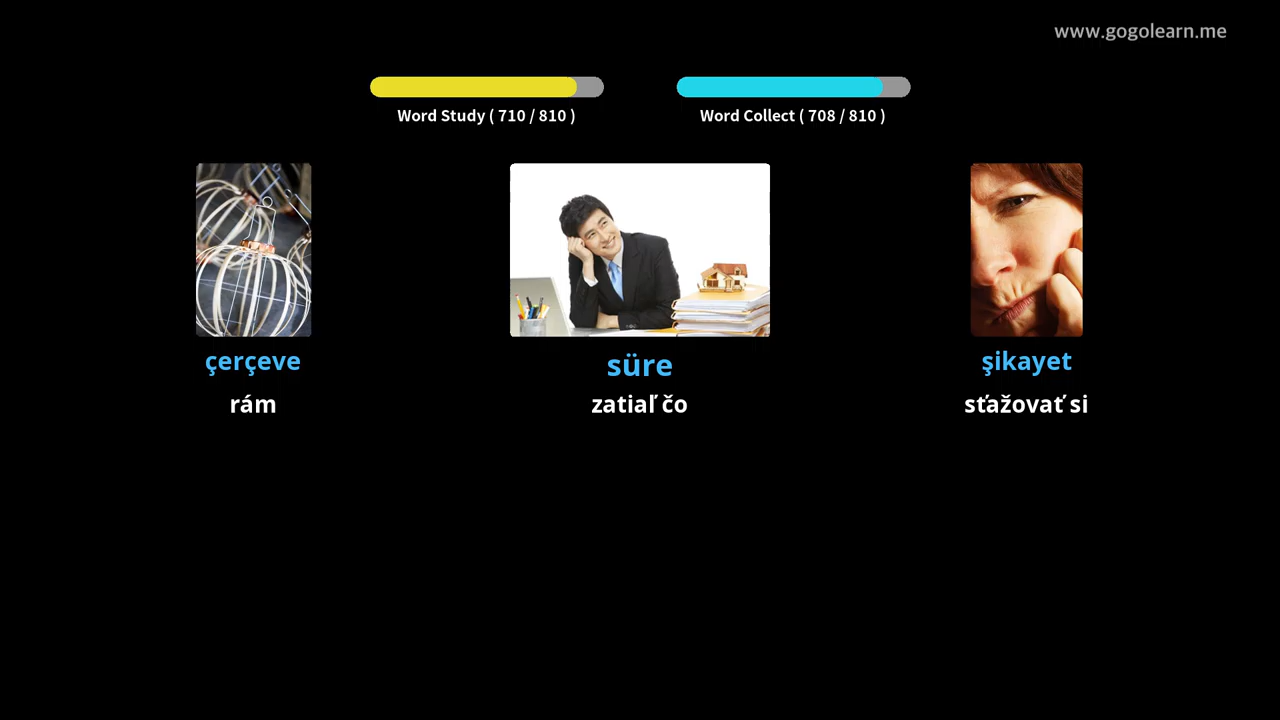 www.gogolearn.me
Word Study ( 710 / 810 )
Word Collect ( 708 / 810 )
çerçeve
süre
şikayet
rám
zatiaľ čo
sťažovať si